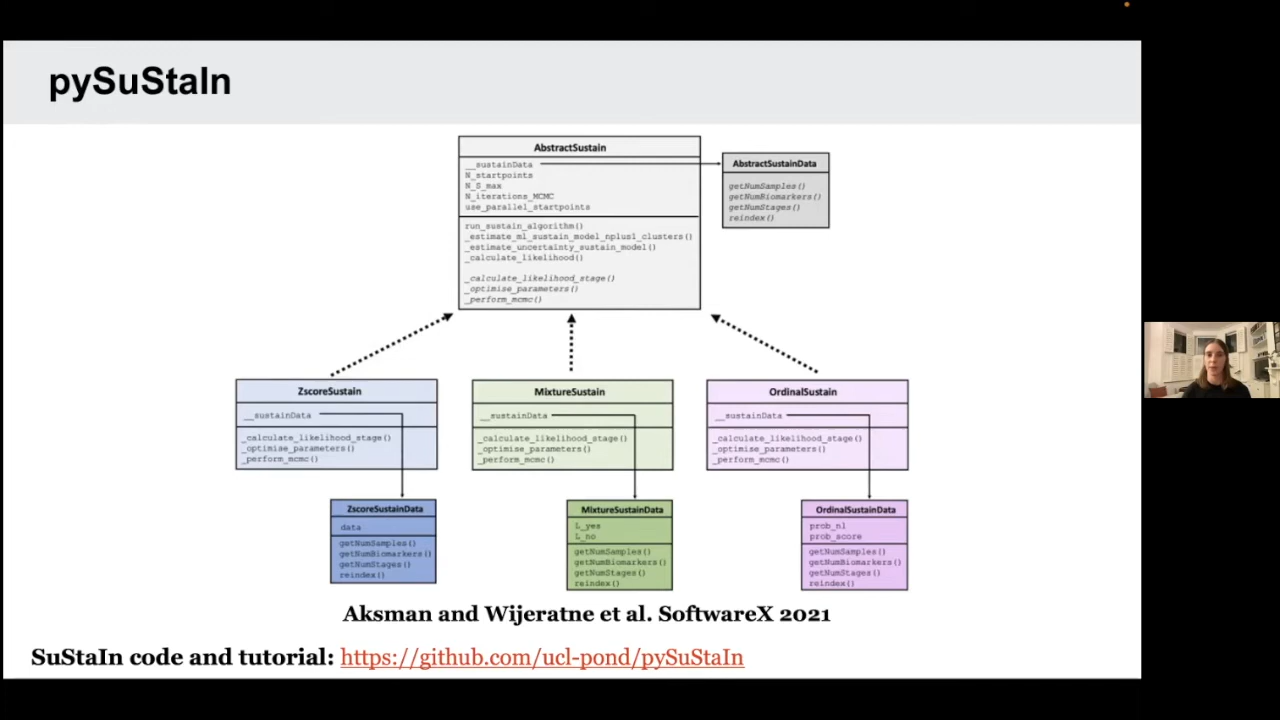 pySuStaIn
AbstractSustain
__sustainData
N_startpoints
N_S_max
N_iterations_MCMC
use_parallel_startpoints
run_sustain_algorithm()
_estimate_ml_sustain_model_nplus1_clusters()
_estimate_uncertainty_sustain_model()
_calculate_likelihood()
_calculate_likelihood_stage()
_optimise_parameters()
_perform_mcmc()
AbstractSustainData
getNumSamples()
getNumBiomarkers()
getNumStages()
reindex()
ZscoreSustain
__sustainData
_calculate_likelihood_stage()
_optimise_parameters()
_perform_mcmc()
MixtureSustain
__sustainData
_calculate_likelihood_stage()
_optimise_parameters()
_perform_mcmc()
OrdinalSustain
__sustainData
_calculate_likelihood_stage()
_optimise_parameters()
_perform_mcmc()
ZscoreSustainData
data
getNumSamples()
getNumBiomarkers()
getNumStages()
reindex()
MixtureSustainData
L_yes
L_no
getNumSamples()
getNumBiomarkers()
getNumStages()
reindex()
OrdinalSustainData
prob_nl
prob_score
getNumSamples()
getNumBiomarkers()
getNumStages()
reindex()
Aksman and Wijeratne et al. SoftwareX 2021
SuStaIn code and tutorial: https://github.com/ucl-pond/pySuStaIn